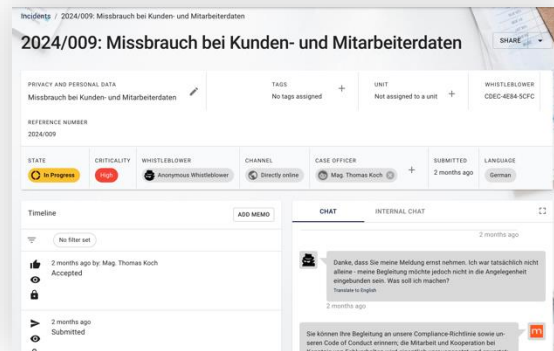 Incidents / 2024/009: Missbrauch bei Kunden- und Mitarbeiterdaten
2024/009: Missbrauch bei Kunden- und Mitarbeiterdaten
SHARE
PRIVACY AND PERSONAL DATA
Missbrauch bei Kunden- und Mitarbeiterdaten
TAGS
No tags assigned
+
UNIT
Not assigned to a unit
+
WHISTLEBLOWER
CDEC-4E84-5CFC
REFERENCE NUMBER
2024/009
STATE
In Progress
CRITICALITY
High
WHISTLEBLOWER
Anonymous Whistleblower
CHANNEL
Directly online
CASE OFFICER
Mag. Thomas Koch
+
SUBMITTED
2 months ago
LANGUAGE
German
Timeline
ADD MEMO
No filter set
2 months ago by: Mag. Thomas Koch
Accepted
2 months ago
Submitted
CHAT
INTERNAL CHAT
2 months ago
Danke, dass Sie meine Meldung ernst nehmen. Ich war tatsächlich nicht
alleine - meine Begleitung möchte jedoch nicht in die Angelegenheit
eingebunden sein. Was soll ich machen?
Translate to English
2 months ago
m
Sie können Ihre Begleitung an unsere Compliance-Richtlinie sowie un-
seren Code of Conduct erinnern; die Mitarbeit und Kooperation bei